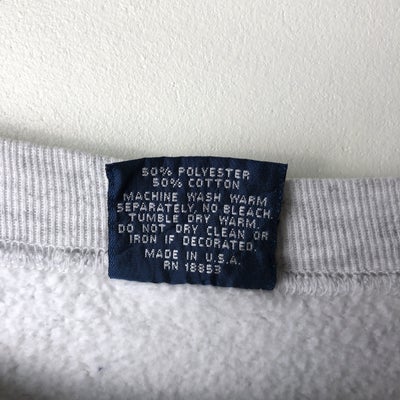 50% POLYESTER
50% COTTON
MACHINE WASH WARM
SEPARATELY. NO BLEACH.
TUMBLE DRY WARM.
DO NOT DRY CLEAN OR
IRON IF DECORATED.
MADE IN U.S.A.
RN 18853